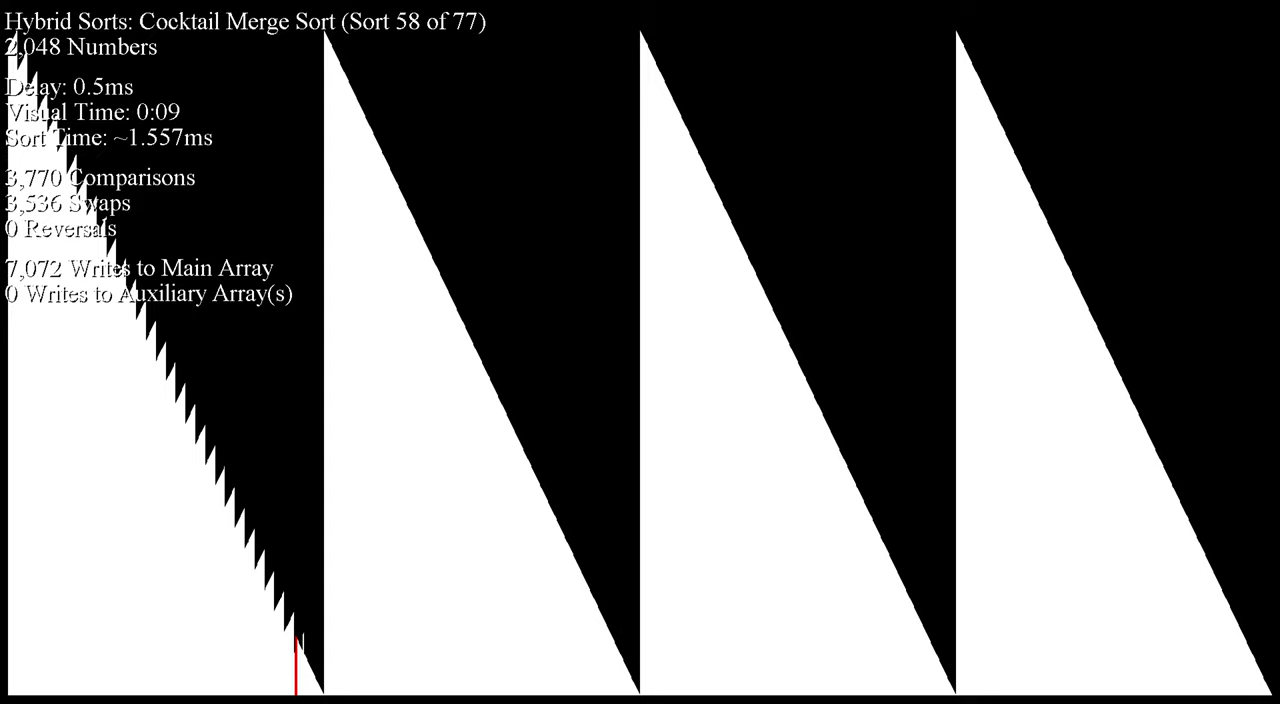 Hybrid Sorts: Cocktail Merge Sort (Sort 58 of 77)
2,048 Numbers
Delay: 0.5ms
Visual Time: 0:09
Sort Time: ~1.557ms
3,770 Comparisons
3,536 Swaps
0 Reversals
7,072 Writes to Main Array
0 Writes to Auxiliary Array(s)